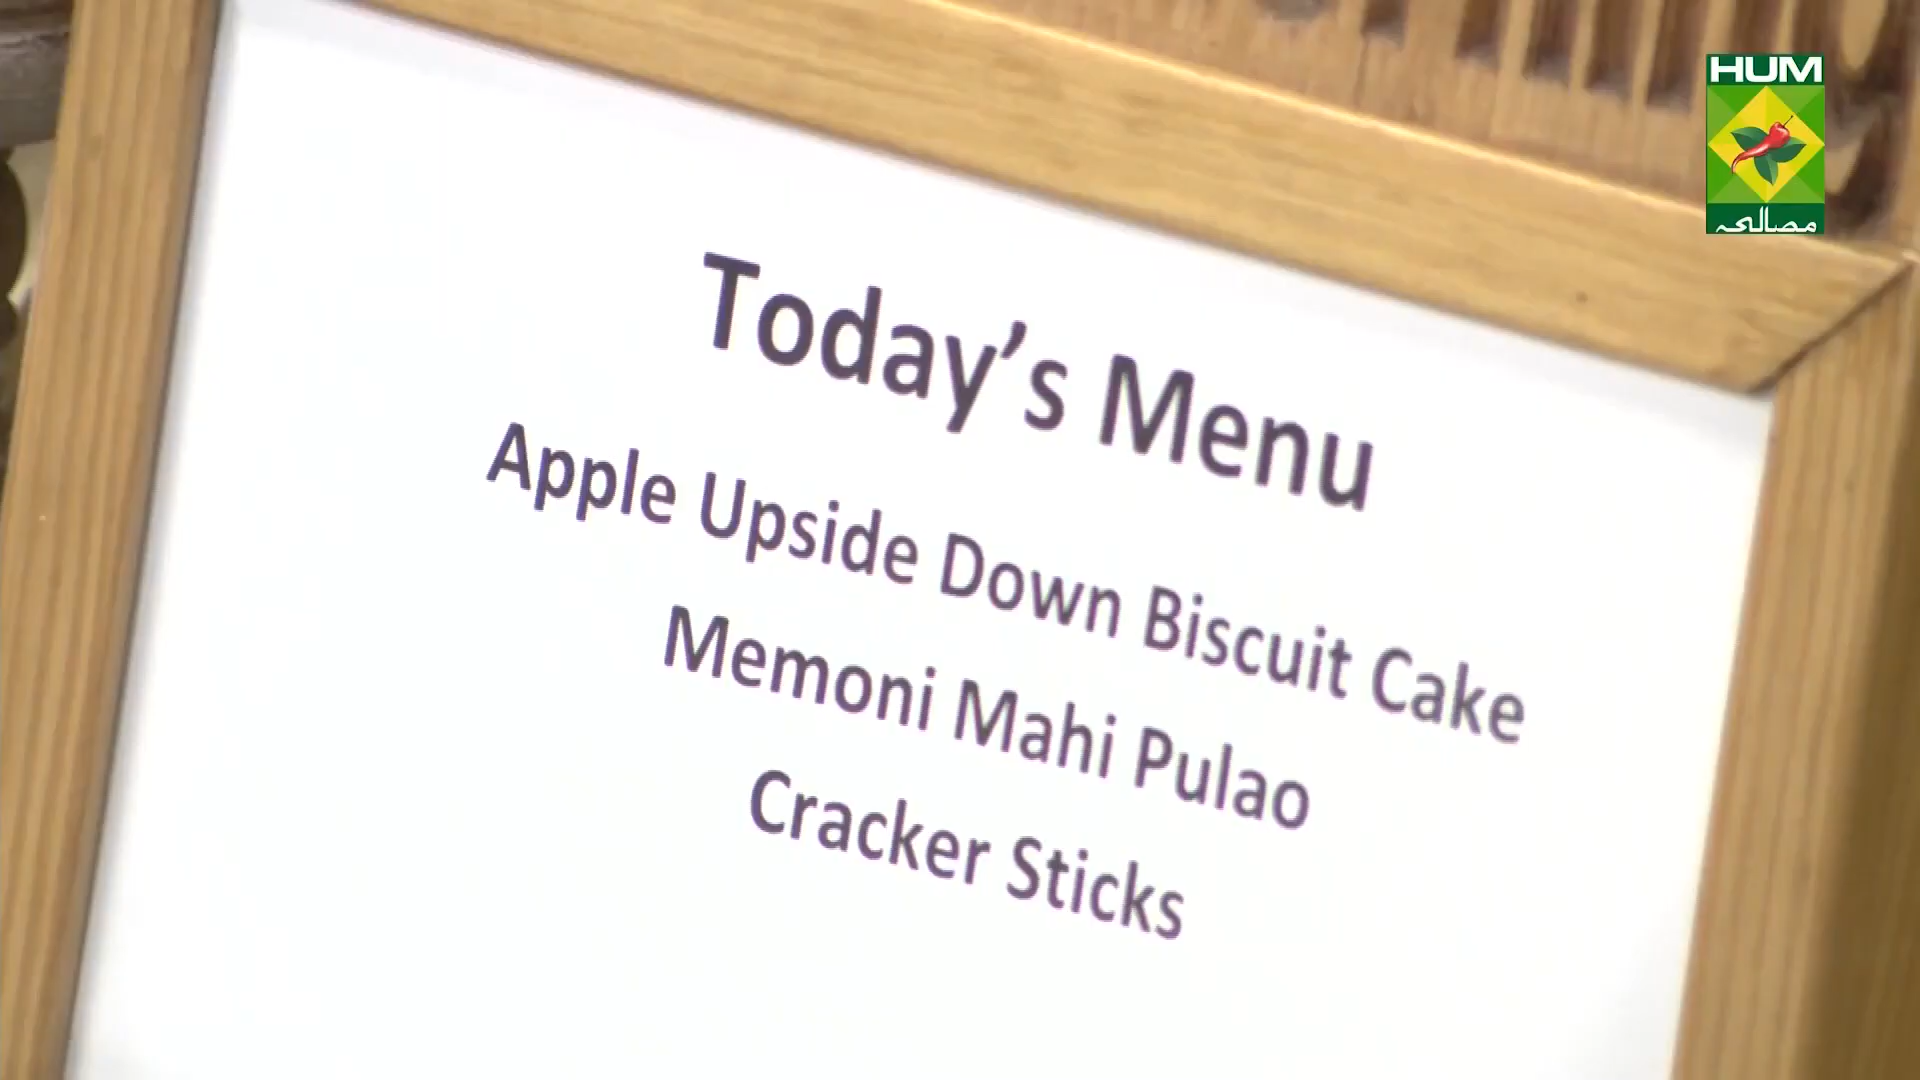 HUM
مصالحہ
Today's Menu
Apple Upside Down Biscuit Cake
Memoni Mahi Pulao
Cracker Sticks